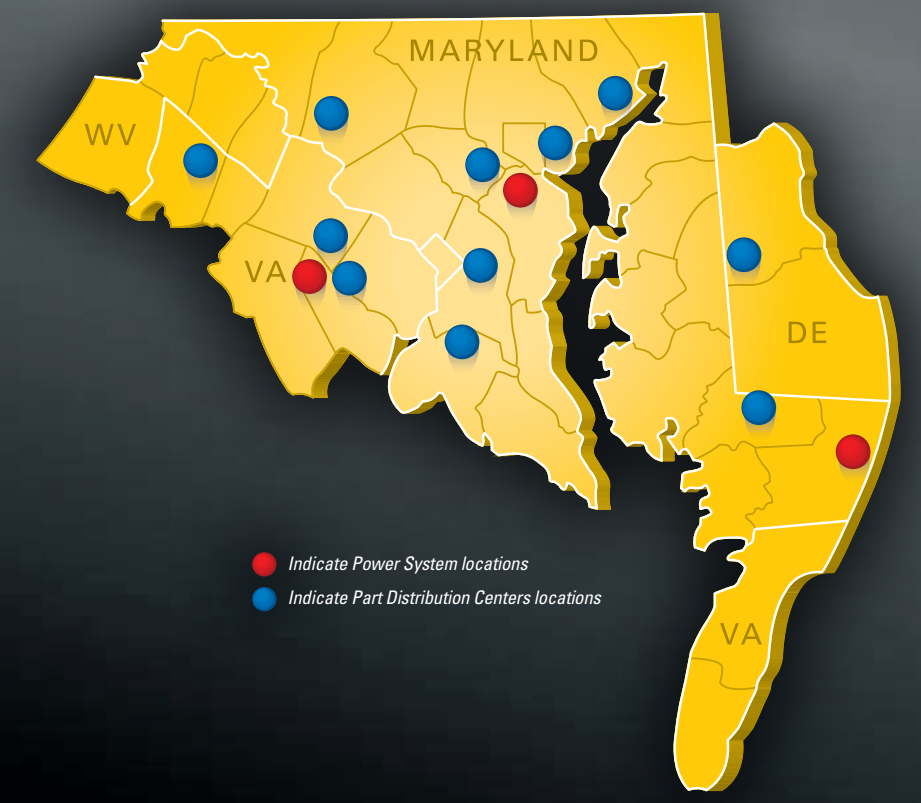 MARYLAND
WV
VA
DE
Indicate Power System locations
Indicate Part Distribution Centers locations
VA